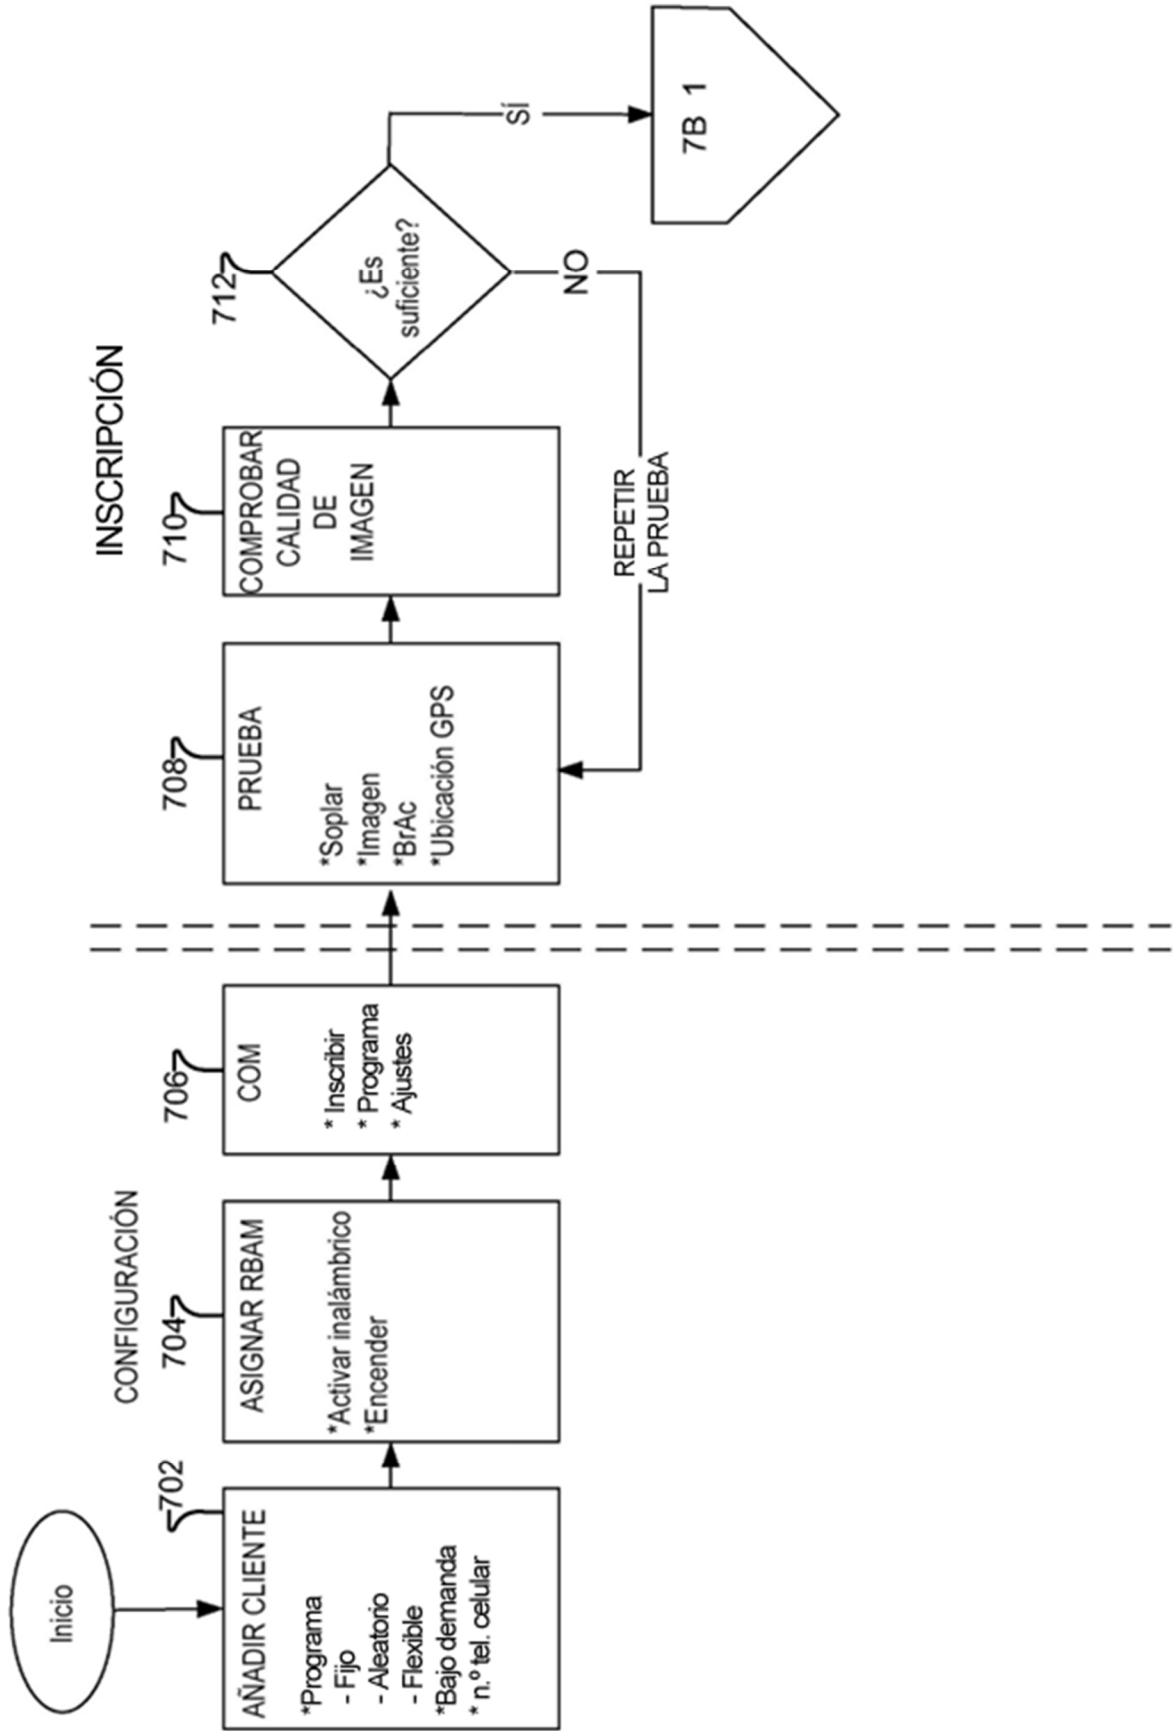 Inicio
CONFIGURACIÓN
702
AÑADIR CLIENTE
*Programa
- Fijo
- Aleatorio
- Flexible
*Bajo demanda
* n.º tel. celular
704
ASIGNAR RBAM
*Activar inalámbrico
*Encender
706
COM
* Inscribir
* Programa
* Ajustes
INSCRIPCIÓN
708
PRUEBA
*Soplar
*Imagen
*BrAc
*Ubicación GPS
710
COMPROBAR
CALIDAD
DE
IMAGEN
712
¿Es
suficiente?
NO
REPETIR
LA PRUEBA
SÍ
7B 1